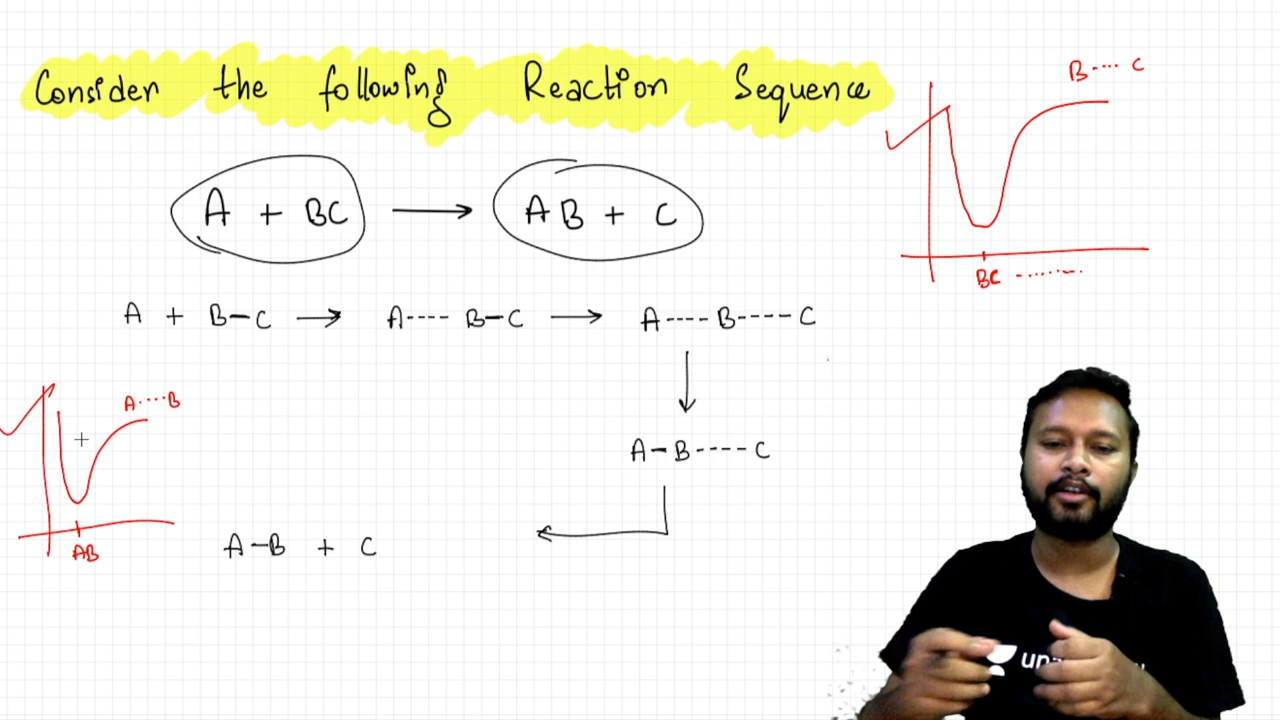 Consider the following Reaction Sequence
B---- C
A + BC ⟶ AB + C
BC ---------
A + B–C ⟶ A---- B–C ⟶ A----B----C
A----B
A–B----C
A–B + C
AB